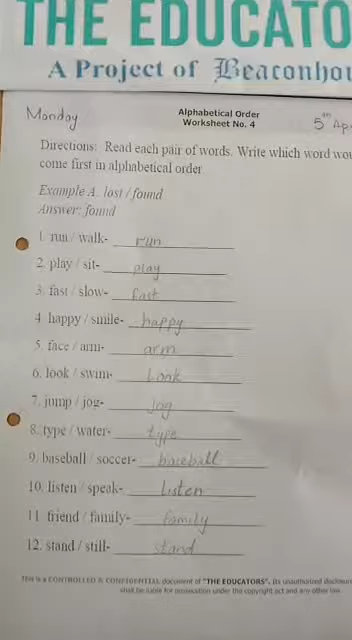 THE EDUCATO
A Project of Beaconhou
Monday
Alphabetical Order
Worksheet No. 4
5th Ap
Directions: Read each pair of words. Write which word wou
come first in alphabetical order
Example A. lost / found
Answer: found
1. run / walk- run
2. play / sit- play
3. fast / slow- fast
4. happy / smile- happy
5. face / arm- arm
6. look / swim- Look
7. jump / jog- Jog
8. type / water- type
9. baseball / soccer- baseball
10. listen / speak- Listen
11. friend / family- family
12. stand / still- stand
This is a CONTROLLED & CONFIDENTIAL document of "THE EDUCATORS". Its unauthorized disclosur
shall be liable for prosecution under the copyright act and any other law.